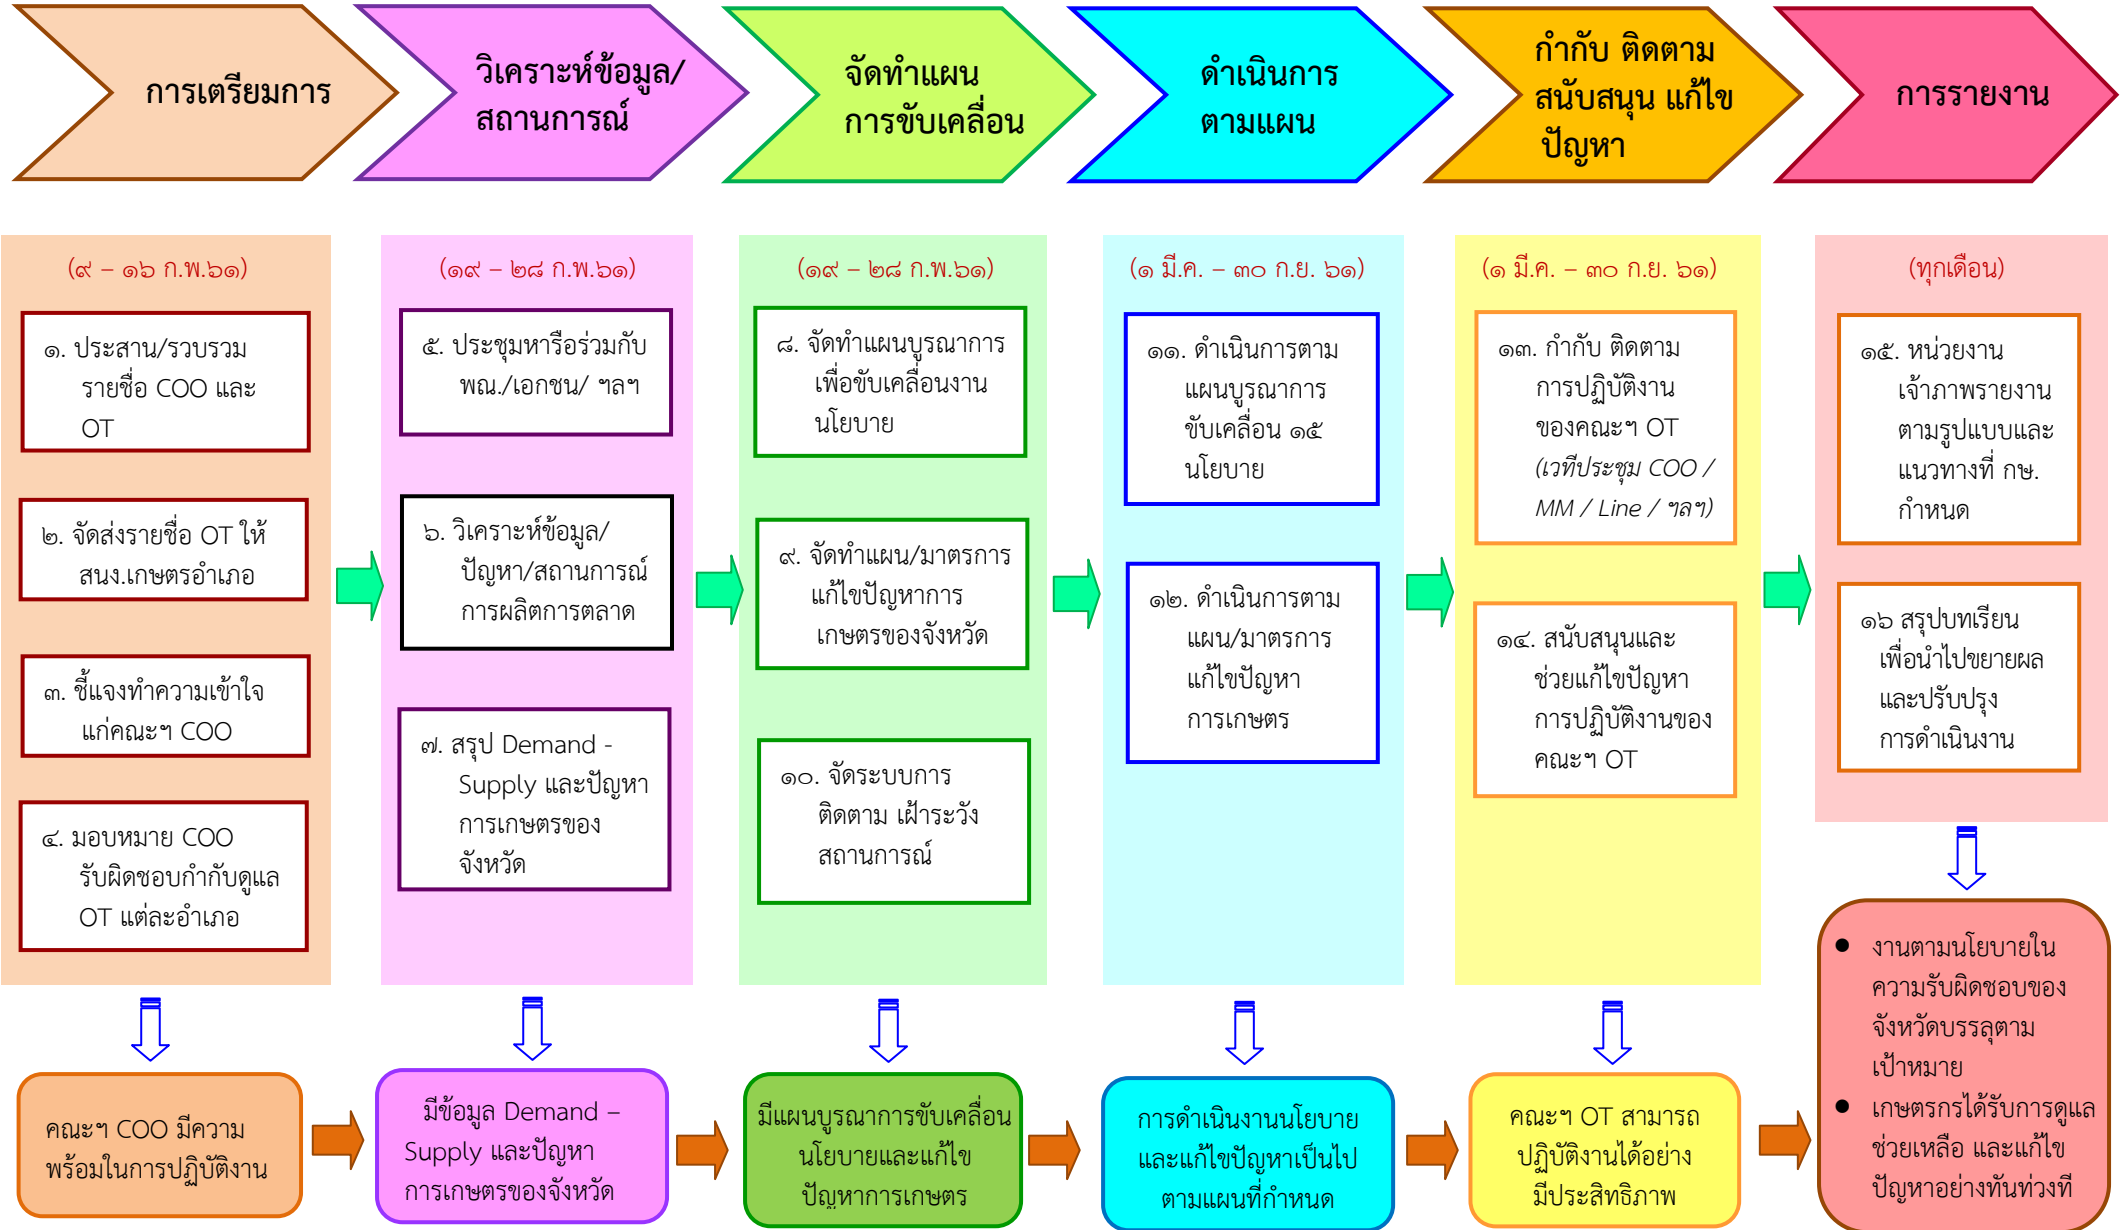 การเตรียมการ
วิเคราะห์ข้อมูล/
สถานการณ์
จัดทำแผน
การขับเคลื่อน
ดำเนินการ
ตามแผน
กำกับ ติดตาม
สนับสนุน แก้ไข
ปัญหา
การรายงาน
(๙ – ๑๖ ก.พ.๖๑)
๑. ประสาน/รวบรวม
รายชื่อ COO และ
OT
๒. จัดส่งรายชื่อ OT ให้
สนง.เกษตรอำเภอ
๓. ชี้แจงทำความเข้าใจ
แก่คณะฯ COO
๔. มอบหมาย COO
รับผิดชอบกำกับดูแล
OT แต่ละอำเภอ
(๑๙ – ๒๘ ก.พ.๖๑)
๕. ประชุมหารือร่วมกับ
พณ./เอกชน/ ฯลฯ
๖. วิเคราะห์ข้อมูล/
ปัญหา/สถานการณ์
การผลิตการตลาด
๗. สรุป Demand -
Supply และปัญหา
การเกษตรของ
จังหวัด
(๑๙ – ๒๘ ก.พ.๖๑)
๘. จัดทำแผนบูรณาการ
เพื่อขับเคลื่อนงาน
นโยบาย
๙. จัดทำแผน/มาตรการ
แก้ไขปัญหาการ
เกษตรของจังหวัด
๑๐. จัดระบบการ
ติดตาม เฝ้าระวัง
สถานการณ์
(๑ มี.ค. – ๓๐ ก.ย. ๖๑)
๑๑. ดำเนินการตาม
แผนบูรณาการ
ขับเคลื่อน ๑๕
นโยบาย
๑๒. ดำเนินการตาม
แผน/มาตรการ
แก้ไขปัญหา
การเกษตร
(๑ มี.ค. – ๓๐ ก.ย. ๖๑)
๑๓. กำกับ ติดตาม
การปฏิบัติงาน
ของคณะฯ OT
(เวทีประชุม COO /
MM / Line / ฯลฯ)
๑๔. สนับสนุนและ
ช่วยแก้ไขปัญหา
การปฏิบัติงานของ
คณะฯ OT
(ทุกเดือน)
๑๕. หน่วยงาน
เจ้าภาพรายงาน
ตามรูปแบบและ
แนวทางที่ กษ.
กำหนด
๑๖ สรุปบทเรียน
เพื่อนำไปขยายผล
และปรับปรุง
การดำเนินงาน
คณะฯ COO มีความ
พร้อมในการปฏิบัติงาน
มีข้อมูล Demand –
Supply และปัญหา
การเกษตรของจังหวัด
มีแผนบูรณาการขับเคลื่อน
นโยบายและแก้ไข
ปัญหาการเกษตร
การดำเนินงานนโยบาย
และแก้ไขปัญหาเป็นไป
ตามแผนที่กำหนด
คณะฯ OT สามารถ
ปฏิบัติงานได้อย่าง
มีประสิทธิภาพ
● งานตามนโยบายใน
ความรับผิดชอบของ
จังหวัดบรรลุตาม
เป้าหมาย
● เกษตรกรได้รับการดูแล
ช่วยเหลือ และแก้ไข
ปัญหาอย่างทันท่วงที